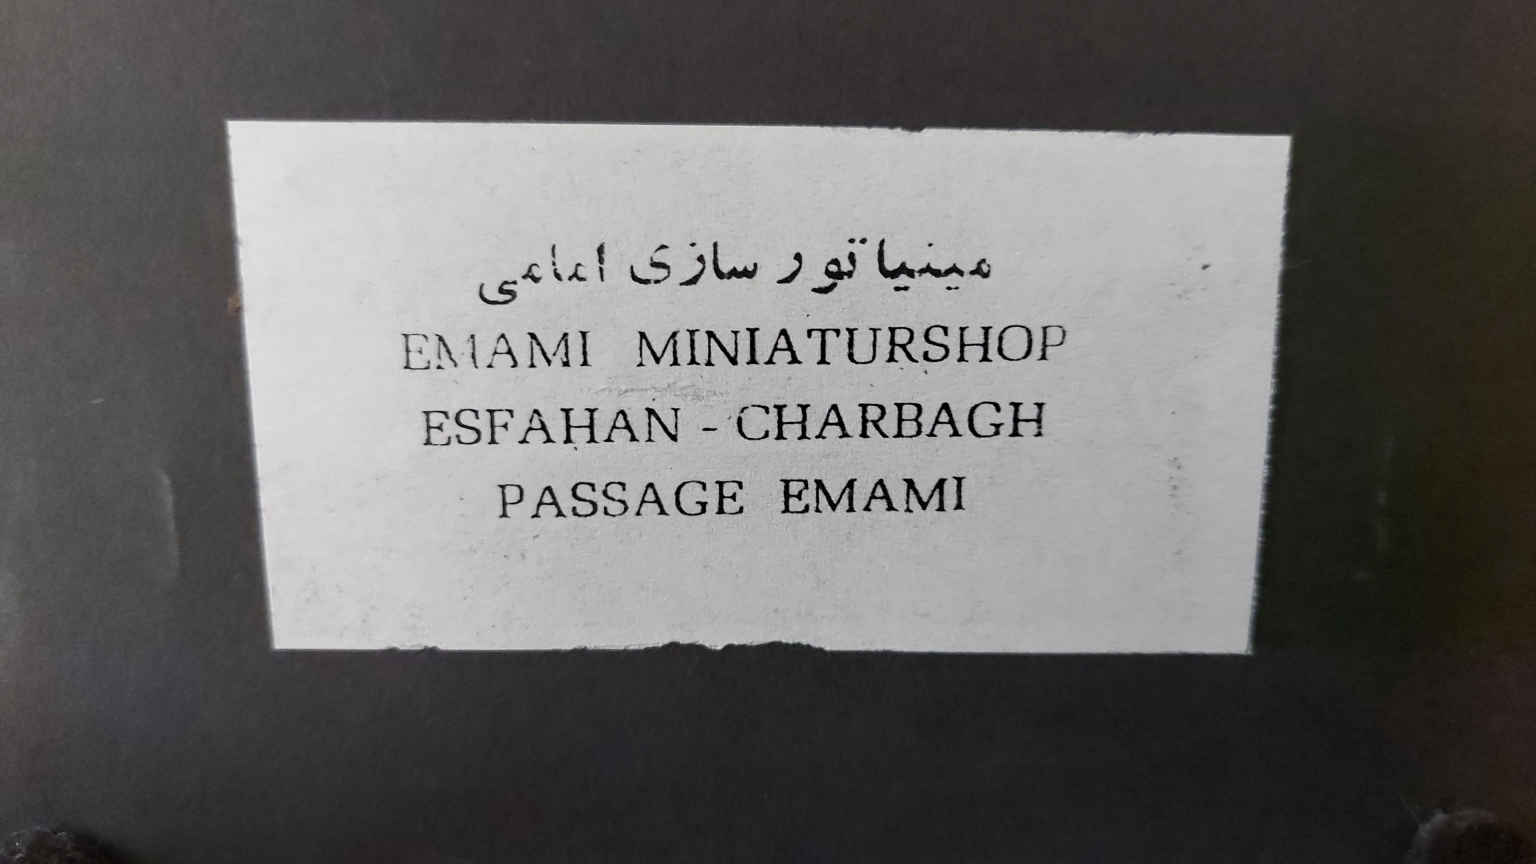 مینیاتور سازی امامی
EMAMI MINIATURSHOP
ESFAHAN - CHARBAGH
PASSAGE EMAMI